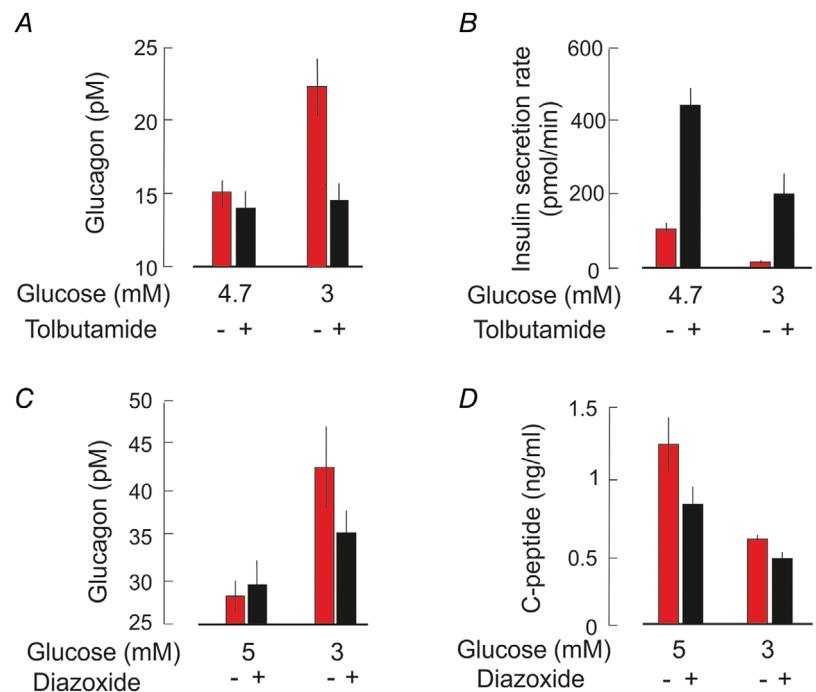 A
25
20
15
10
Glucagon (pM)
Glucose (mM) 4.7 3
Tolbutamide - + - +
B
600
400
200
0
Insulin secretion rate
(pmol/min)
4.7 3
Tolbutamide - + - +
C
50
45
40
35
30
25
Glucagon (pM)
Glucose (mM) 5 3
Diazoxide - + - +
D
1.5
1
0.5
0
C-peptide (ng/ml)
Glucose (mM) 5 3
Diazoxide - + - +